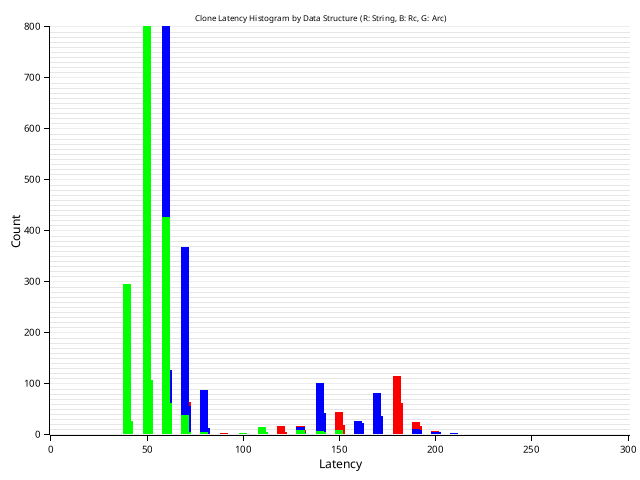 Clone Latency Histogram by Data Structure (R: String, B: Rc, G: Arc)
800
700
600
500
400
300
200
100
0
Count
0 50 100 150 200 250 300
Latency